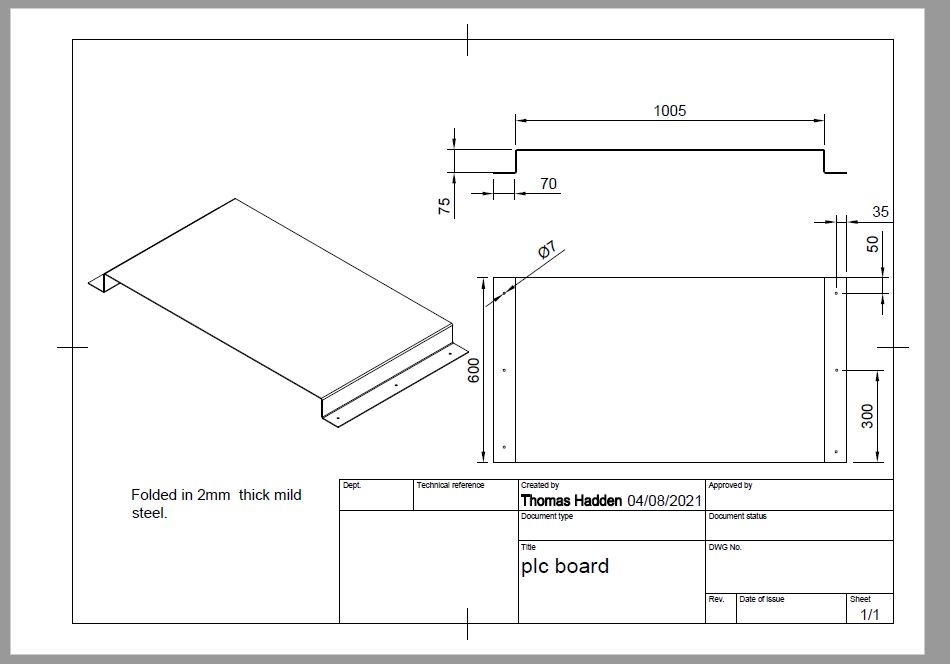 1005
75
70
35
50
Ø7
600
300
Folded in 2mm  thick mild
steel.
Dept.
Technical reference
Created by
Thomas Hadden 04/08/2021
Approved by
Document type
Document status
Title
plc board
DWG No.
Rev.
Date of issue
Sheet
1/1